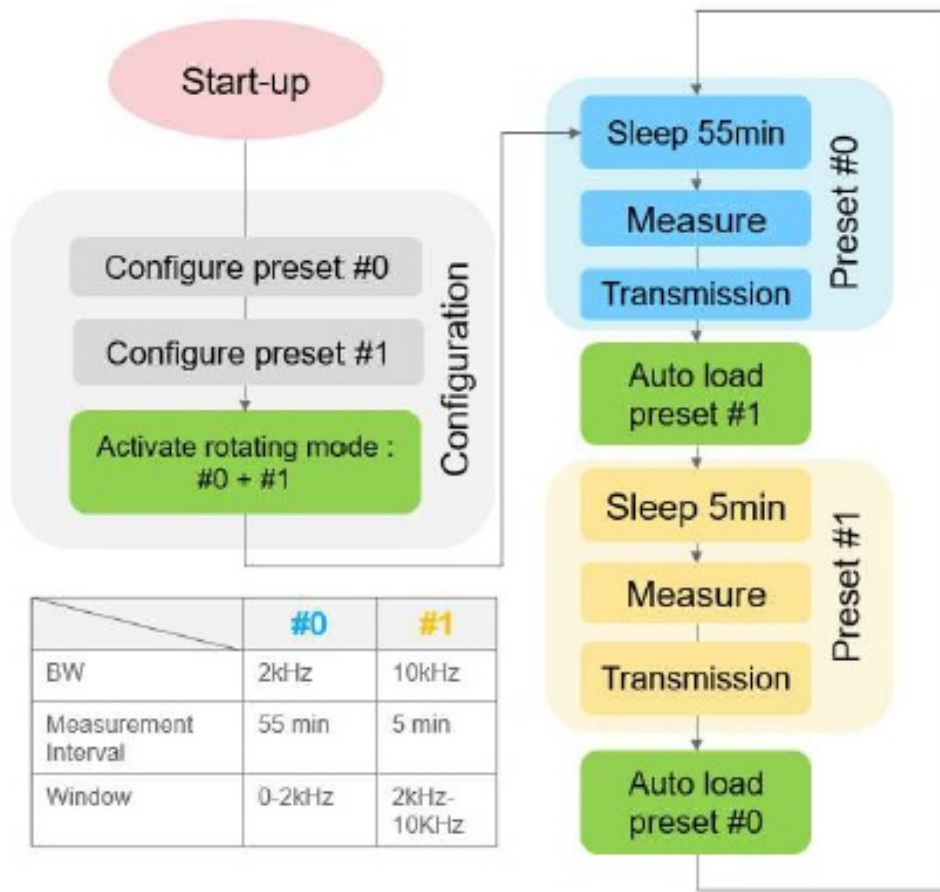 Start-up
Configure preset #0
Configure preset #1
Activate rotating mode :
#0 + #1
Configuration
Sleep 55min
Measure
Transmission
Preset #0
Auto load
preset #1
Sleep 5min
Measure
Transmission
Preset #1
Auto load
preset #0
#0 #1
BW 2kHz 10kHz
Measurement 55 min 5 min
Interval
Window 0-2kHz 2kHz-
10KHz